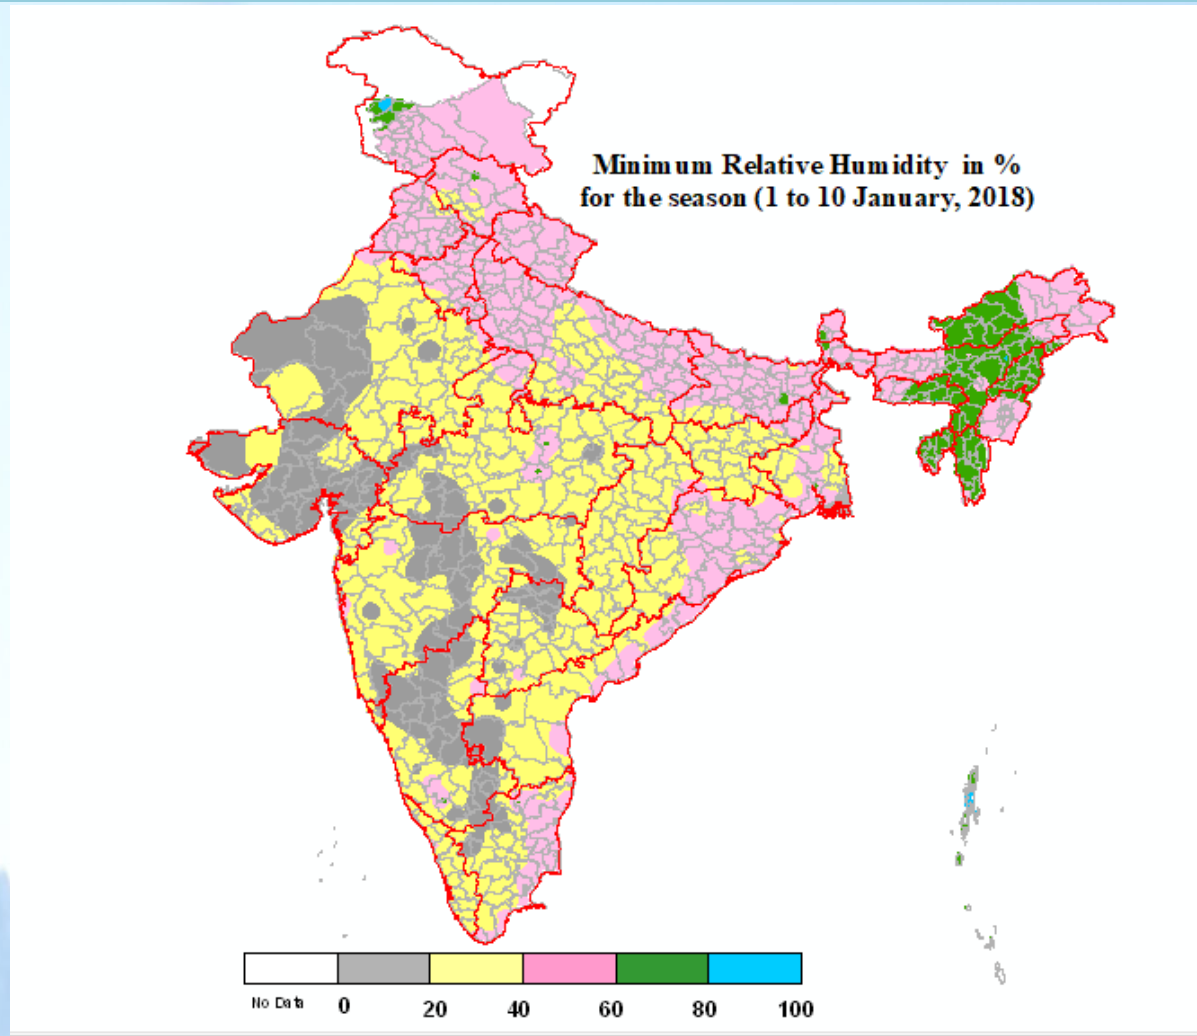 Minimum Relative Humidity in %
for the season (1 to 10 January, 2018)
No Data 0 20 40 60 80 100